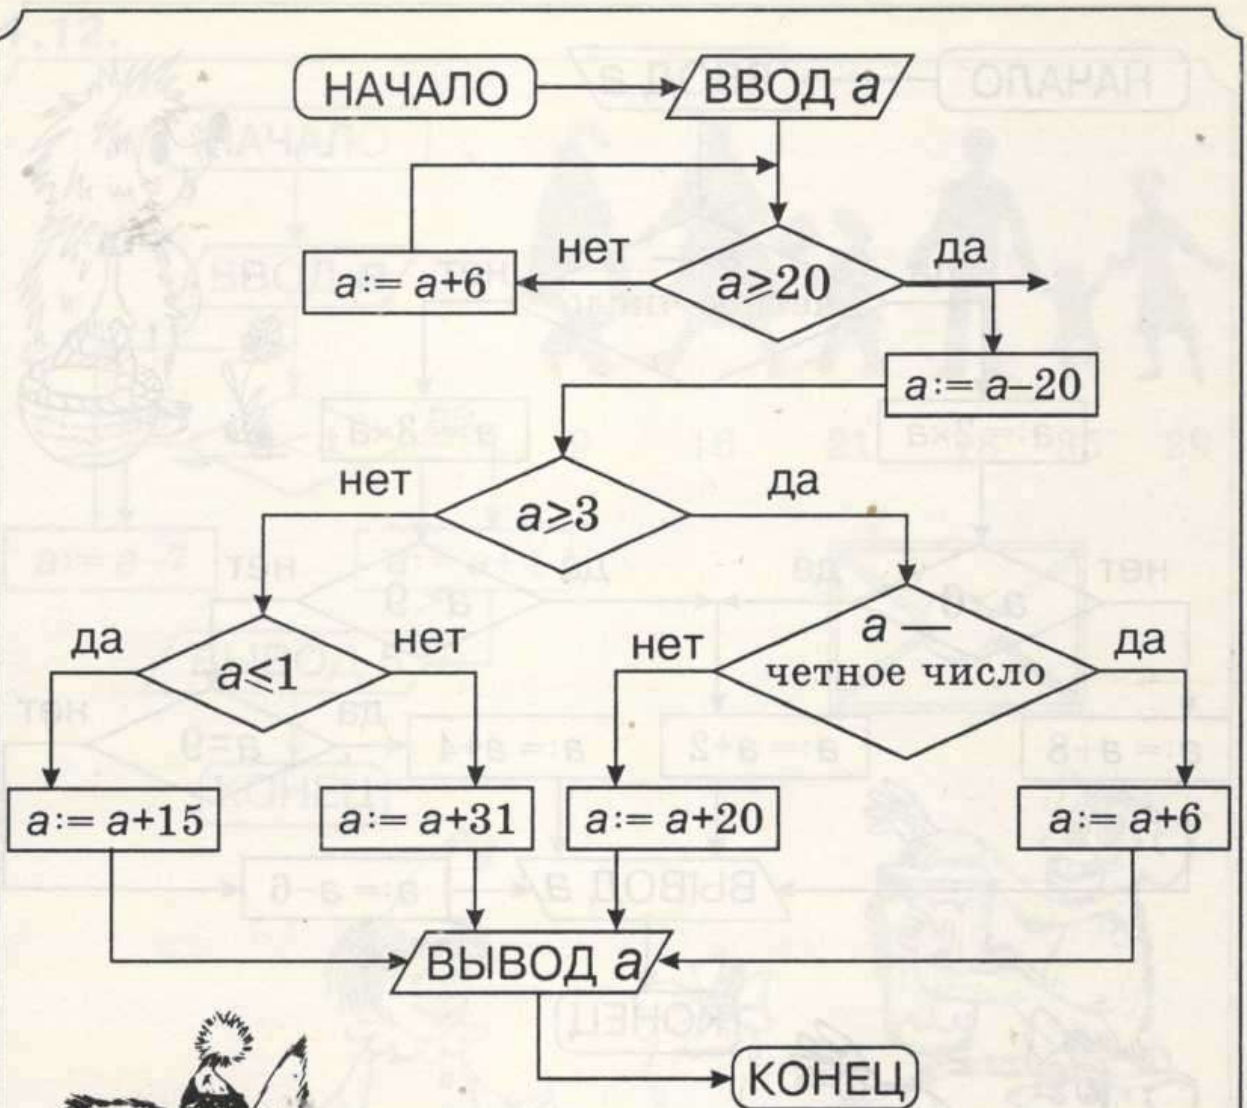 НАЧАЛО
ВВОД a
нет
да
a:= a+6
a⩾20
a:= a–20
нет
да
a⩾3
да
нет
a⩽1
нет
да
a —
четное число
a:= a+15
a:= a+31
a:= a+20
a:= a+6
ВЫВОД a
КОНЕЦ